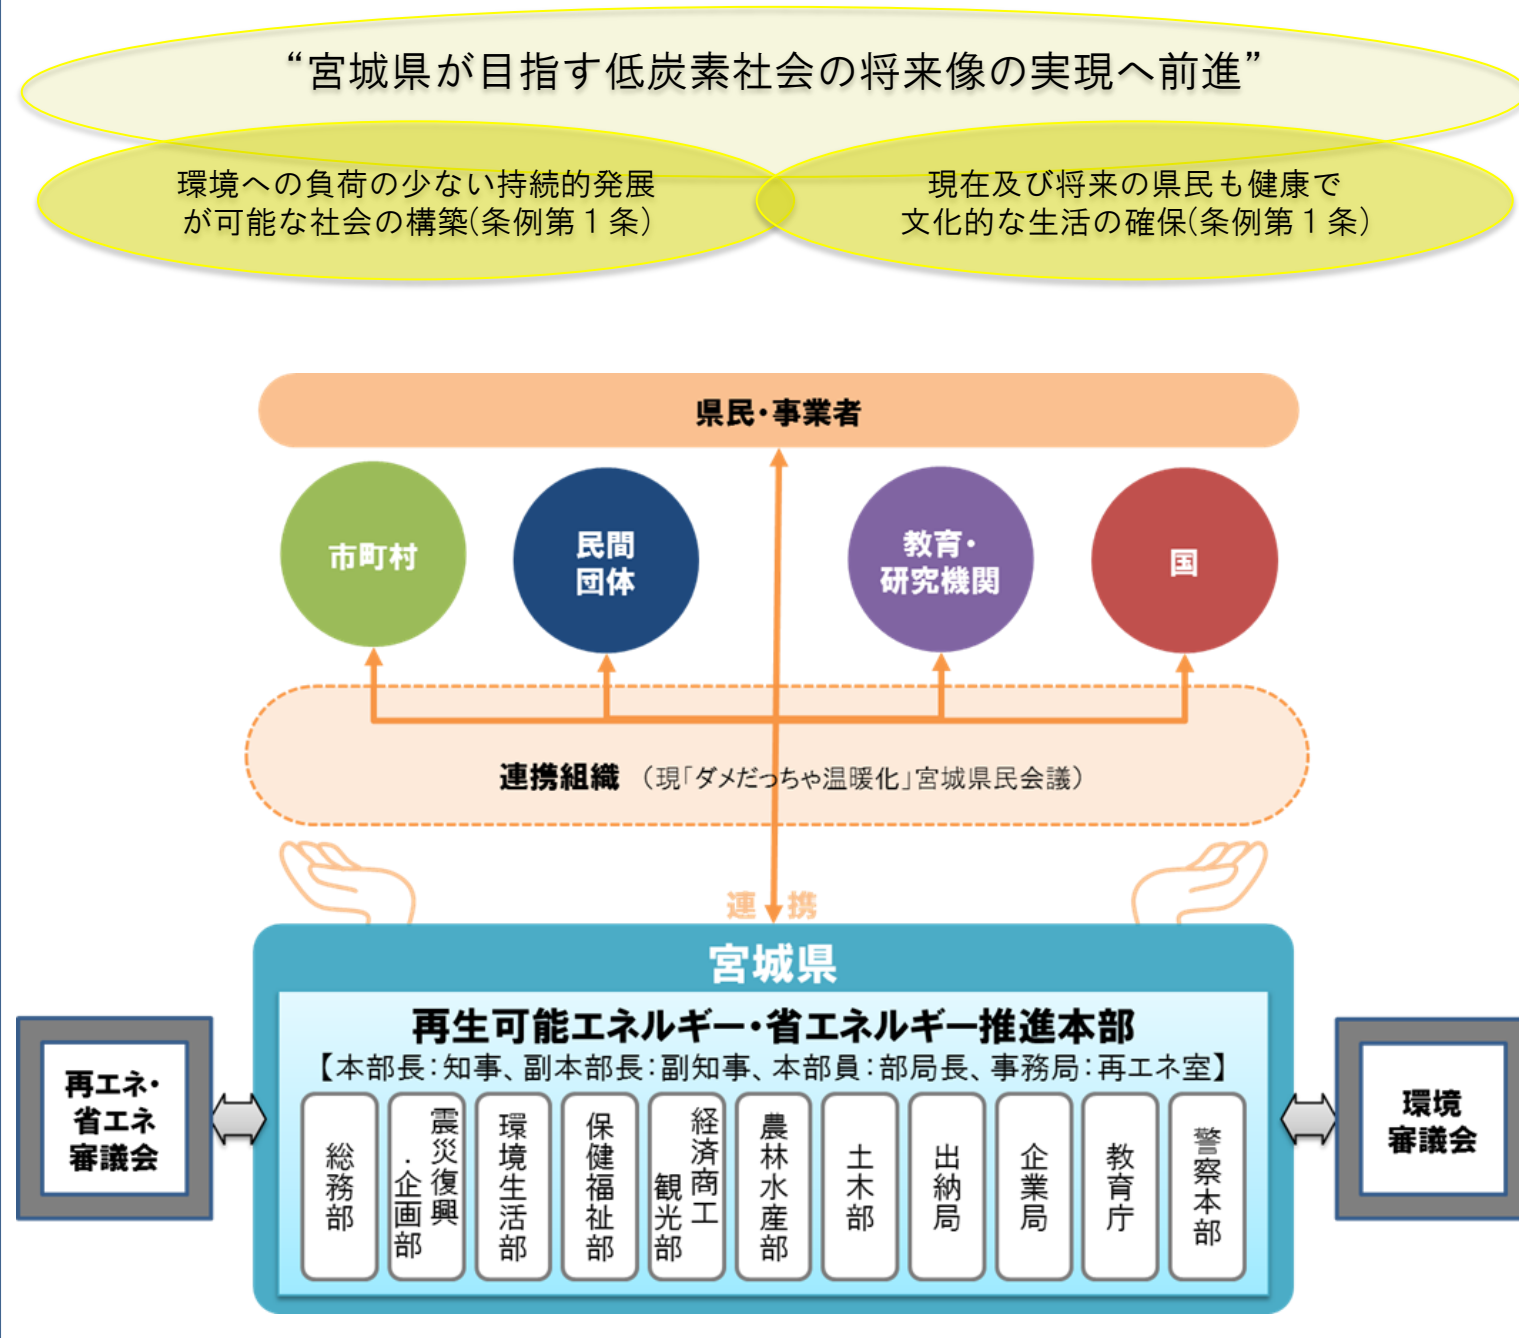 “宮城県が目指す低炭素社会の将来像の実現へ前進”
環境への負荷の少ない持続的発展
が可能な社会の構築(条例第１条)
現在及び将来の県民も健康で
文化的な生活の確保(条例第１条)
県民・事業者
市町村
民間
団体
教育・
研究機関
国
連携組織 （現「ダメだっちゃ温暖化」宮城県民会議）
連携
宮城県
再生可能エネルギー・省エネルギー推進本部
【本部長：知事、副本部長：副知事、本部員：部局長、事務局：再エネ室】
再エネ・
省エネ
審議会
総務部
震災復興
・企画部
環境生活部
保健福祉部
経済商工
観光部
農林水産部
土木部
出納局
企業局
教育庁
警察本部
環境
審議会